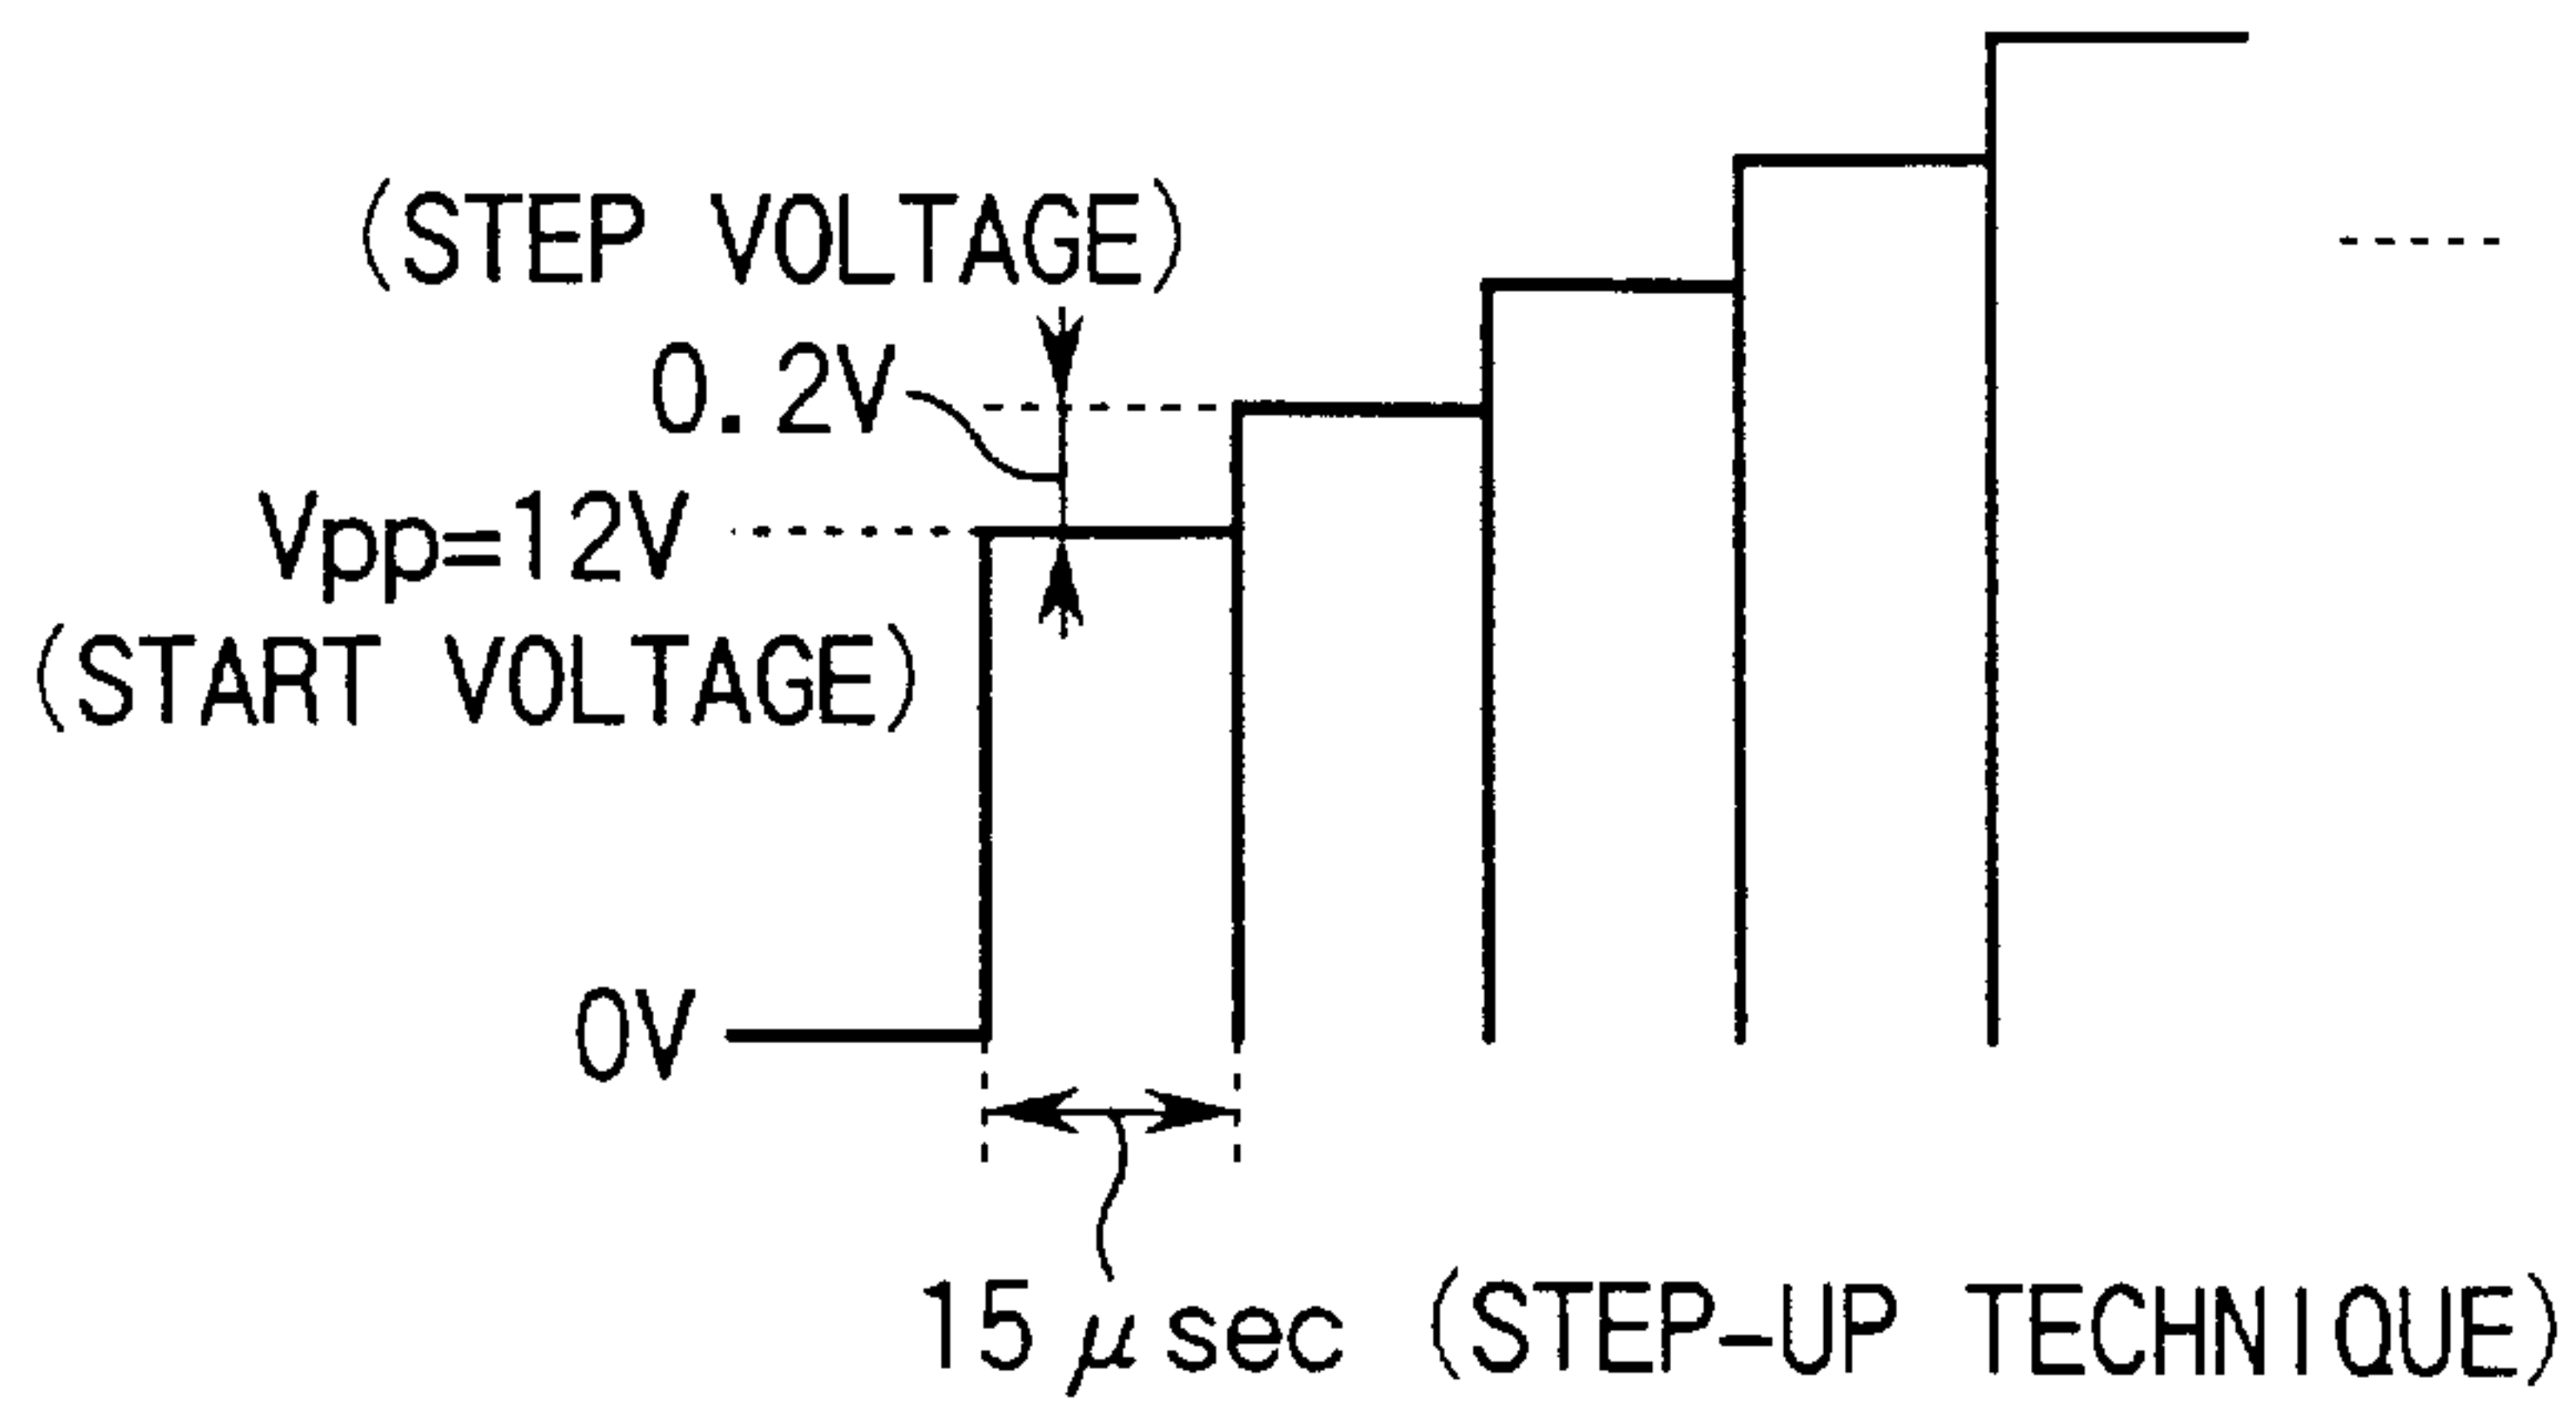 (STEP VOLTAGE)
0.2V
Vpp=12V
(START VOLTAGE)
0V
15μsec (STEP-UP TECHNIQUE)